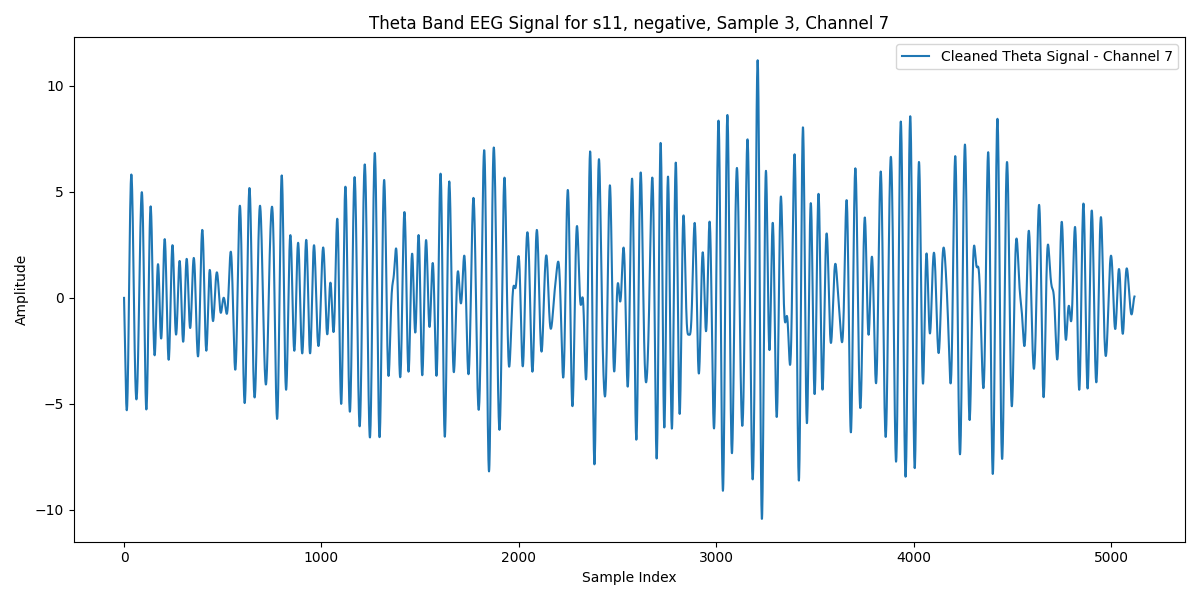 Theta Band EEG Signal for s11, negative, Sample 3, Channel 7
Cleaned Theta Signal - Channel 7
Amplitude
10
5
0
−5
−10
0 1000 2000 3000 4000 5000
Sample Index